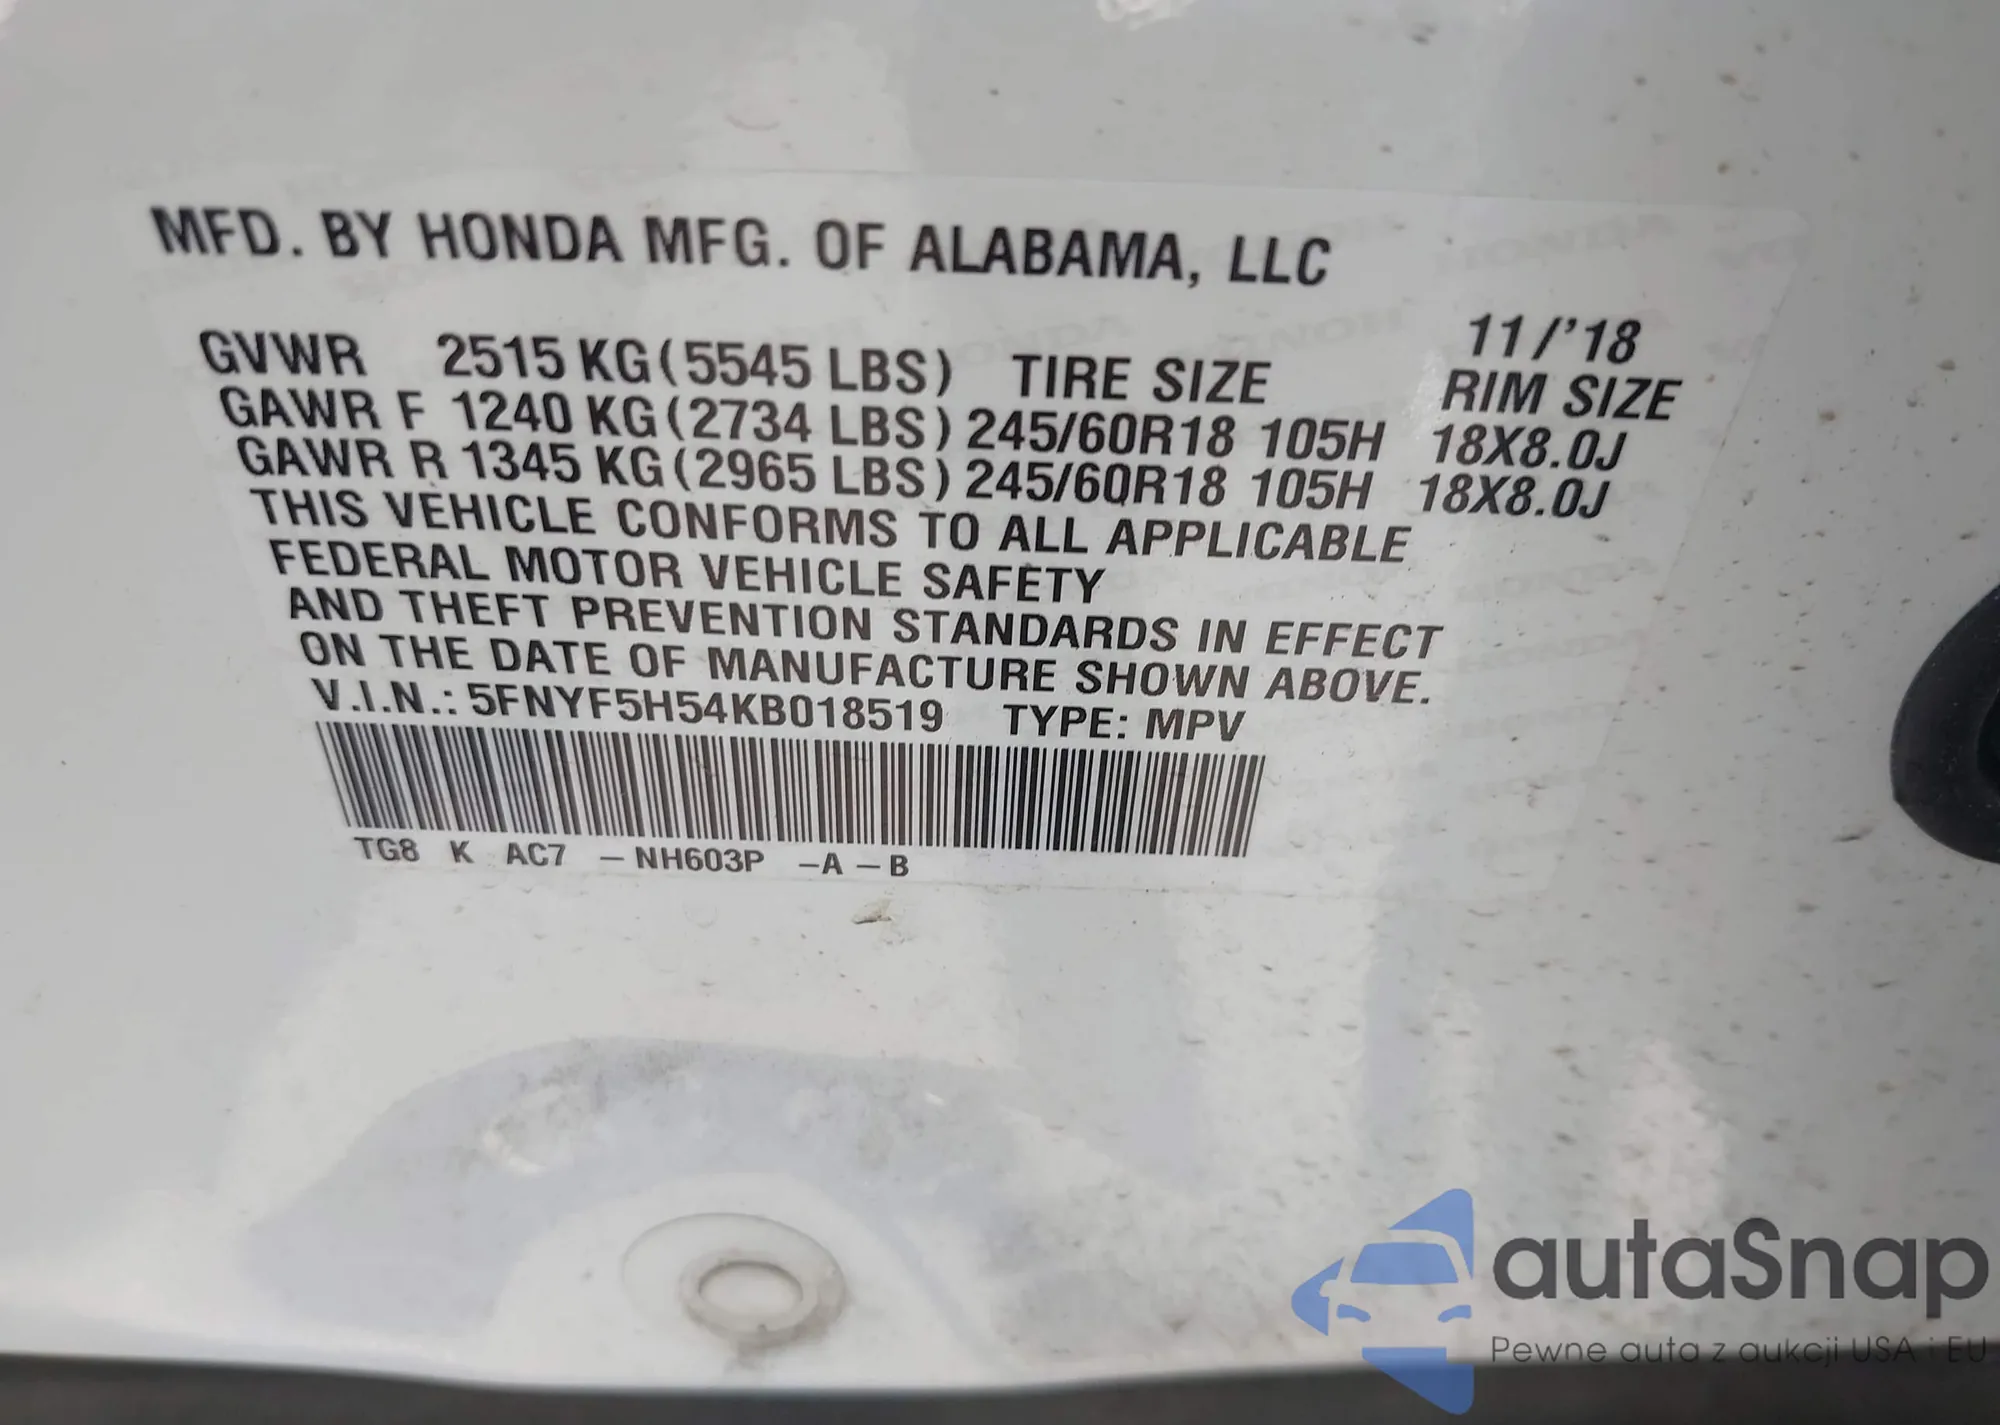 MFD. BY HONDA MFG. OF ALABAMA, LLC
11/'18
GVWR 2515 KG (5545 LBS) TIRE SIZE RIM SIZE
GAWR F 1240 KG (2734 LBS) 245/60R18 105H 18X8.0J
GAWR R 1345 KG (2965 LBS) 245/60R18 105H 18X8.0J
THIS VEHICLE CONFORMS TO ALL APPLICABLE
FEDERAL MOTOR VEHICLE SAFETY
AND THEFT PREVENTION STANDARDS IN EFFECT
ON THE DATE OF MANUFACTURE SHOWN ABOVE.
V.I.N.: 5FNYF5H54KB018519 TYPE: MPV
TG8 K AC7 – NH603P – A – B
autaSnap
Pewne auta z aukcji USA i EU